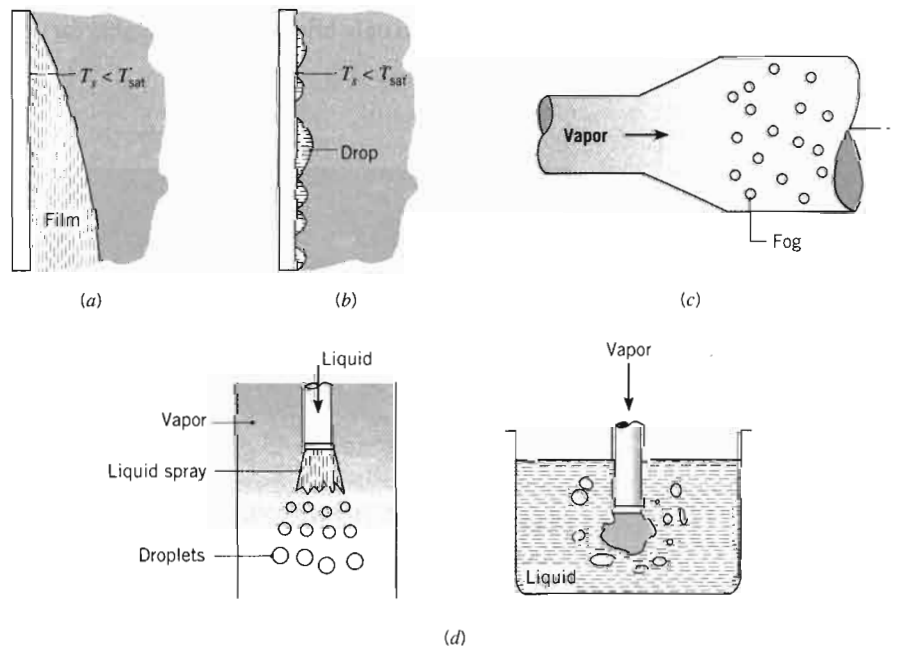 T_s < T_sat
Film
(a)
T_s < T_sat
Drop
(b)
Vapor
Fog
(c)
Liquid
Vapor
Liquid spray
Droplets
Vapor
Liquid
(d)